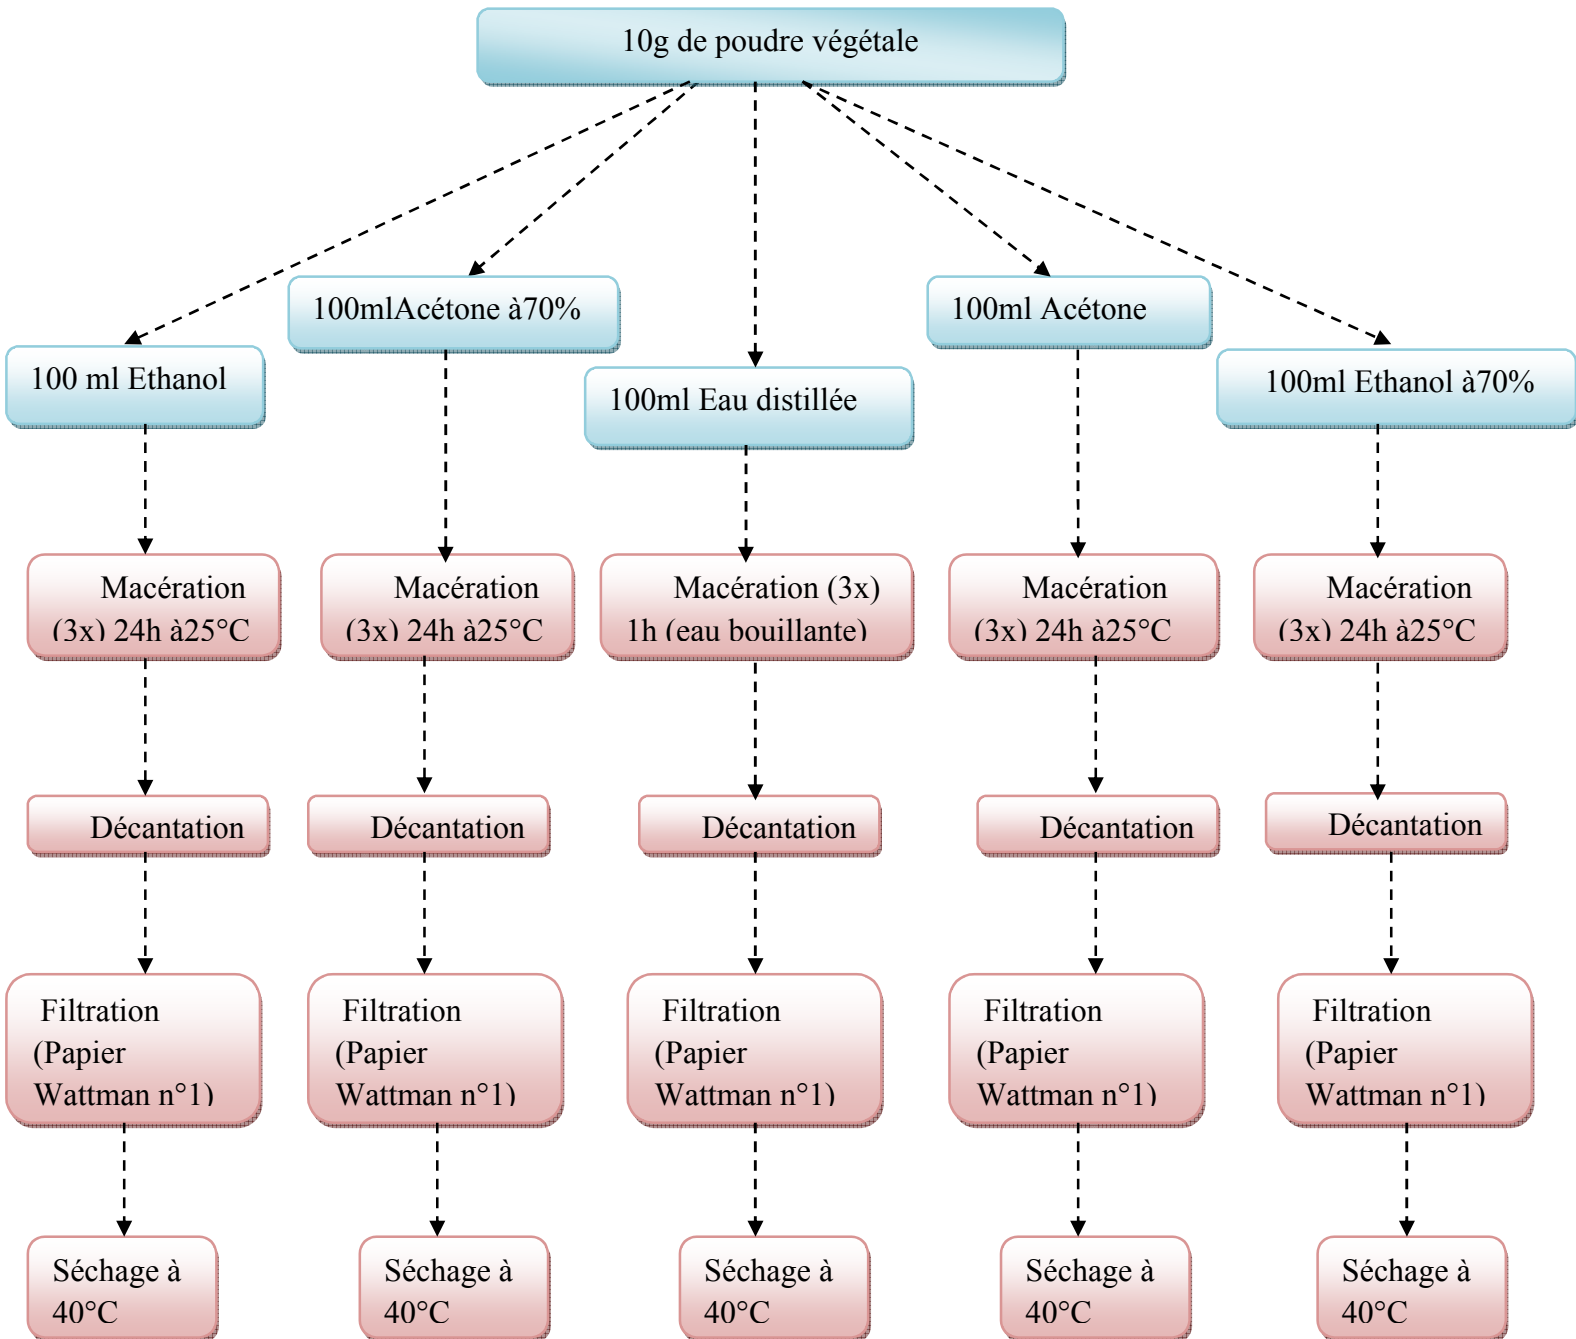 10g de poudre végétale
100mlAcétone à70%
100ml Acétone
100 ml Ethanol
100ml Eau distillée
100ml Ethanol à70%
Macération
(3x) 24h à25°C
Macération
(3x) 24h à25°C
Macération (3x)
1h (eau bouillante)
Macération
(3x) 24h à25°C
Macération
(3x) 24h à25°C
Décantation
Décantation
Décantation
Décantation
Décantation
Filtration
(Papier
Wattman n°1)
Filtration
(Papier
Wattman n°1)
Filtration
(Papier
Wattman n°1)
Filtration
(Papier
Wattman n°1)
Filtration
(Papier
Wattman n°1)
Séchage à
40°C
Séchage à
40°C
Séchage à
40°C
Séchage à
40°C
Séchage à
40°C